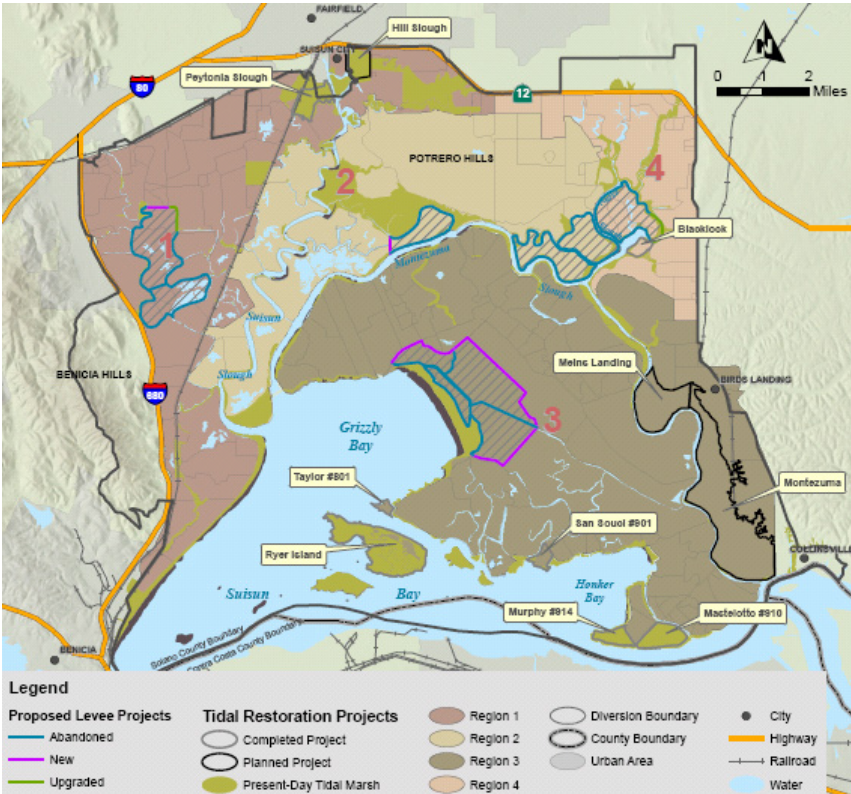 FAIRFIELD
Hill Slough
SUISUN CITY
Peytonia Slough
80
12
N
0 1 2
Miles
POTRERO HILLS
2
4
1
Blacklock
Montezuma
Slough
Suisun
Slough
BENICIA HILLS
680
Meins Landing
BIRDS LANDING
Grizzly
Bay
3
Taylor #801
Montezuma
San Souci #901
COLLINSVILLE
Ryer Island
Honker
Bay
Suisun
Bay
Murphy #914
Mastelotto #910
Solano County Boundary
Contra Costa County Boundary
BENICIA
Legend
Proposed Levee Projects
Abandoned
New
Upgraded
Tidal Restoration Projects
Completed Project
Planned Project
Present-Day Tidal Marsh
Region 1
Region 2
Region 3
Region 4
Diversion Boundary
County Boundary
Urban Area
City
Highway
Railroad
Water